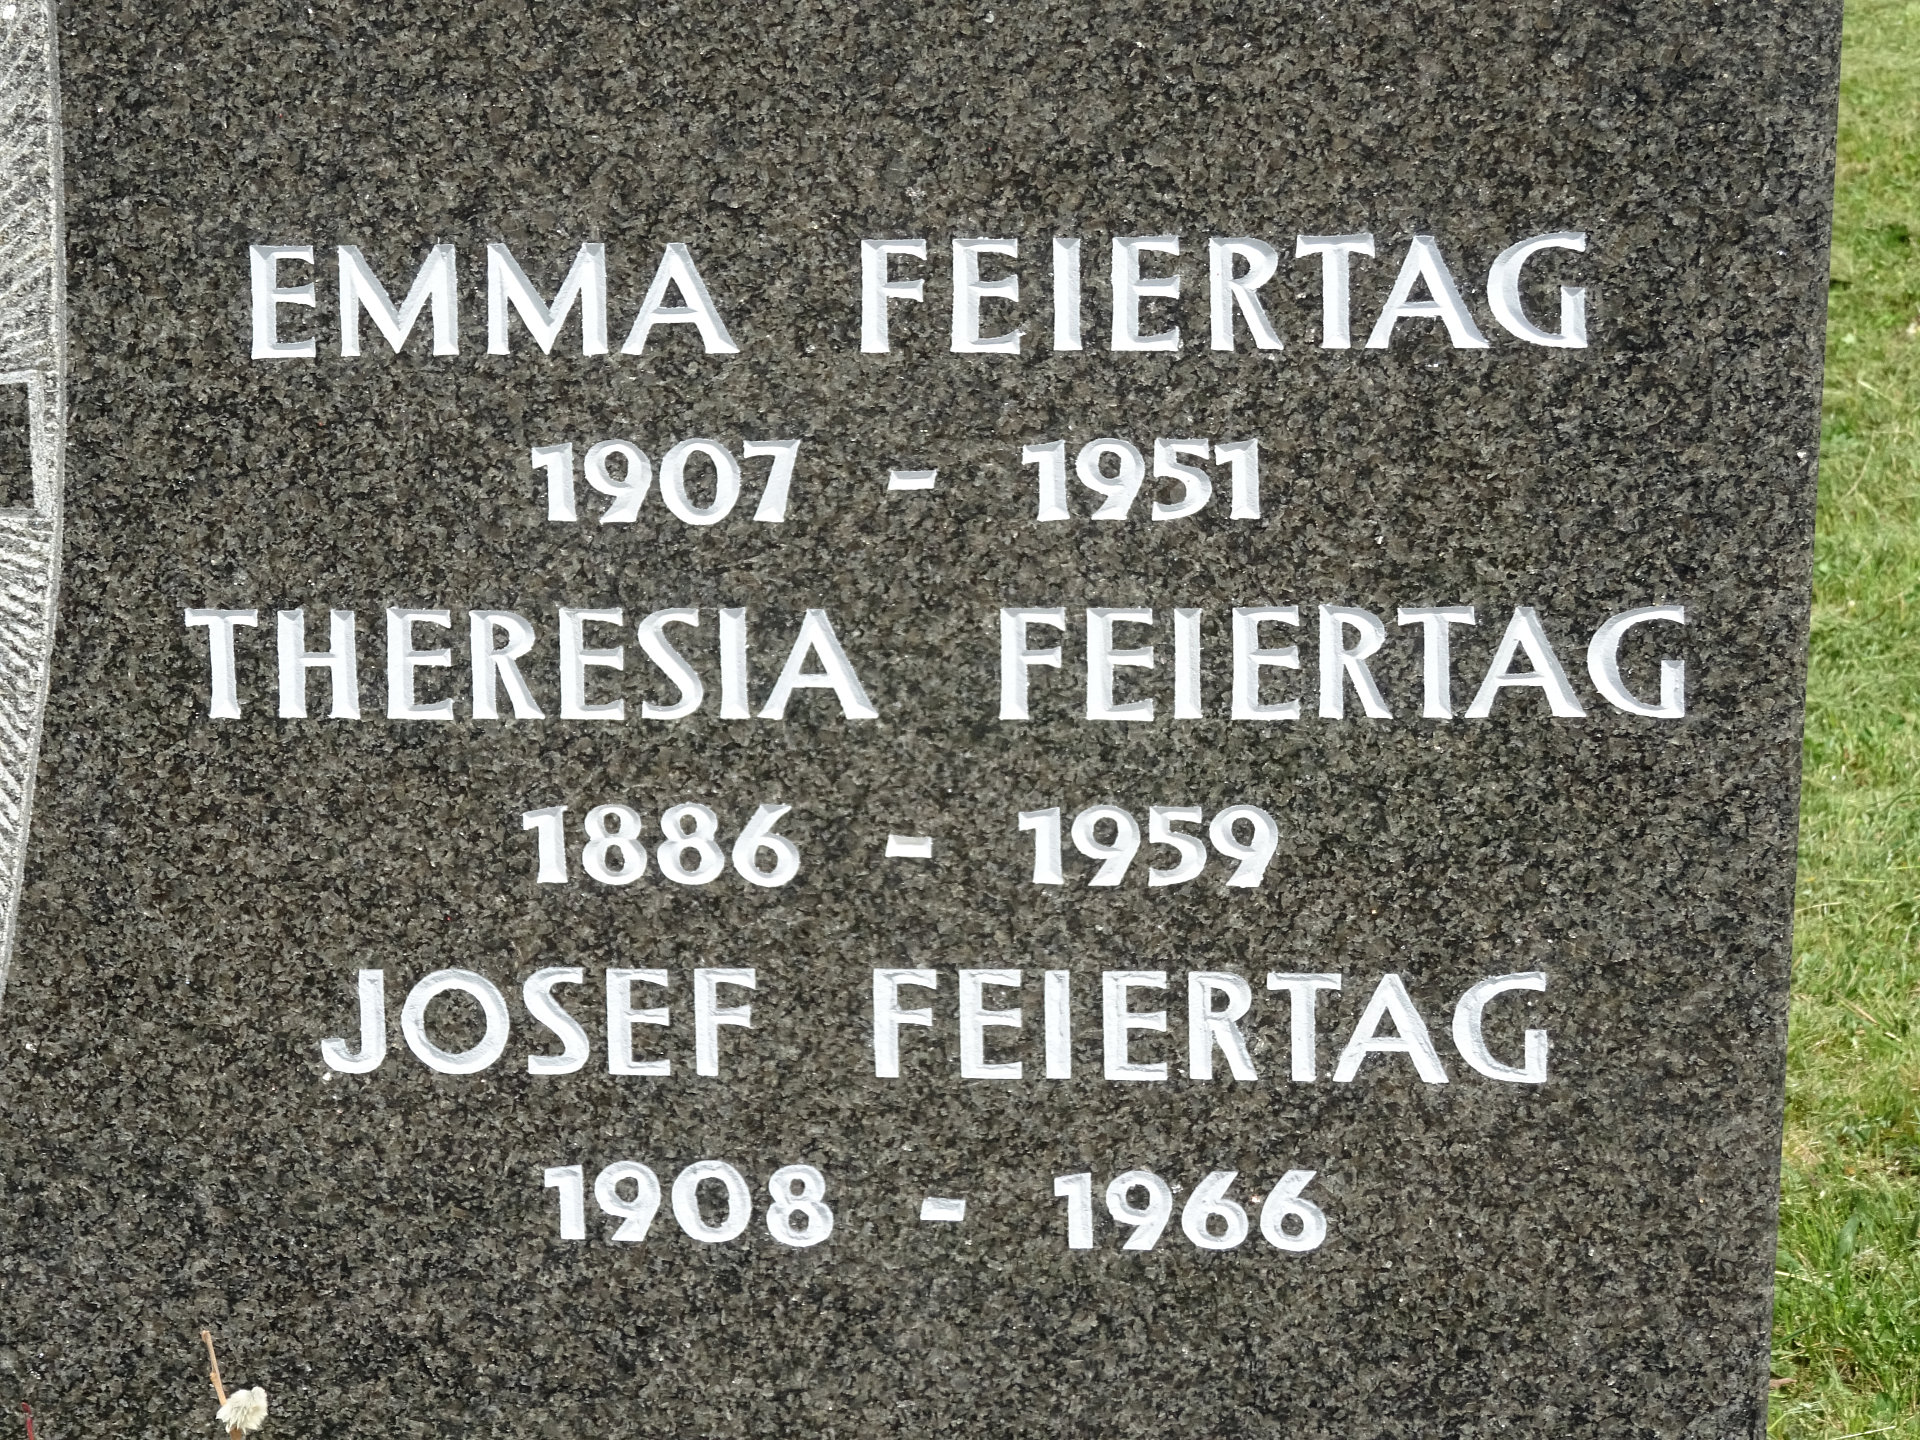 EMMA FEIERTAG
1907 - 1951
THERESIA FEIERTAG
1886 - 1959
JOSEF FEIERTAG
1908 - 1966